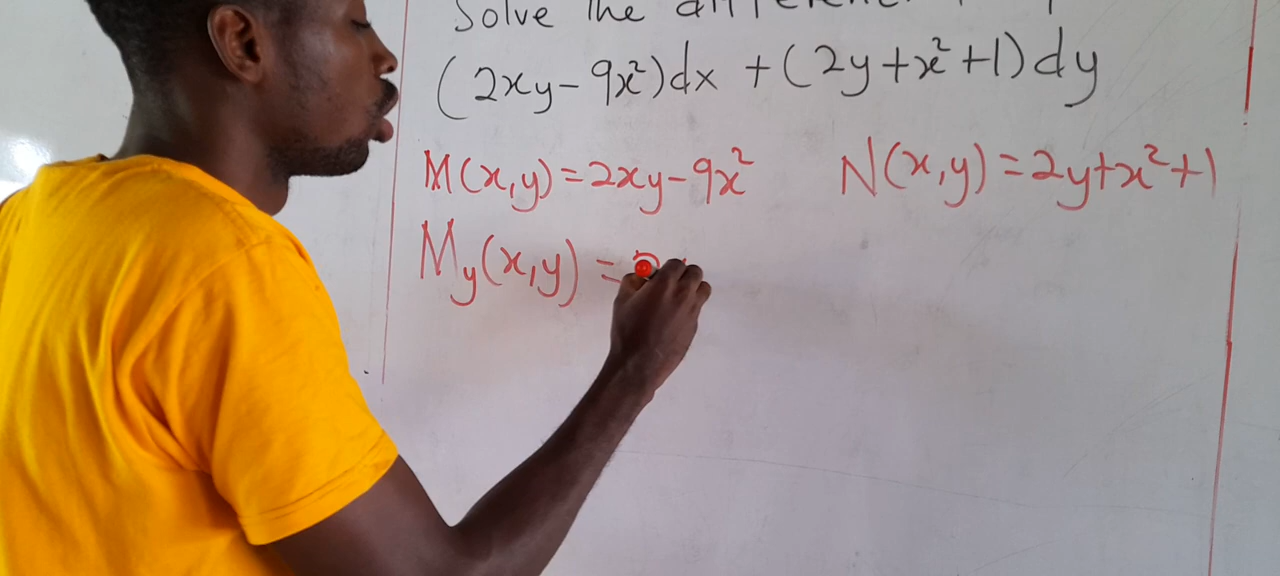 Solve the
(2xy-9x²)dx+(2y+x²+1)dy
M(x,y)=2xy-9x² N(x,y)=2y+x²+1
My(x,y)=